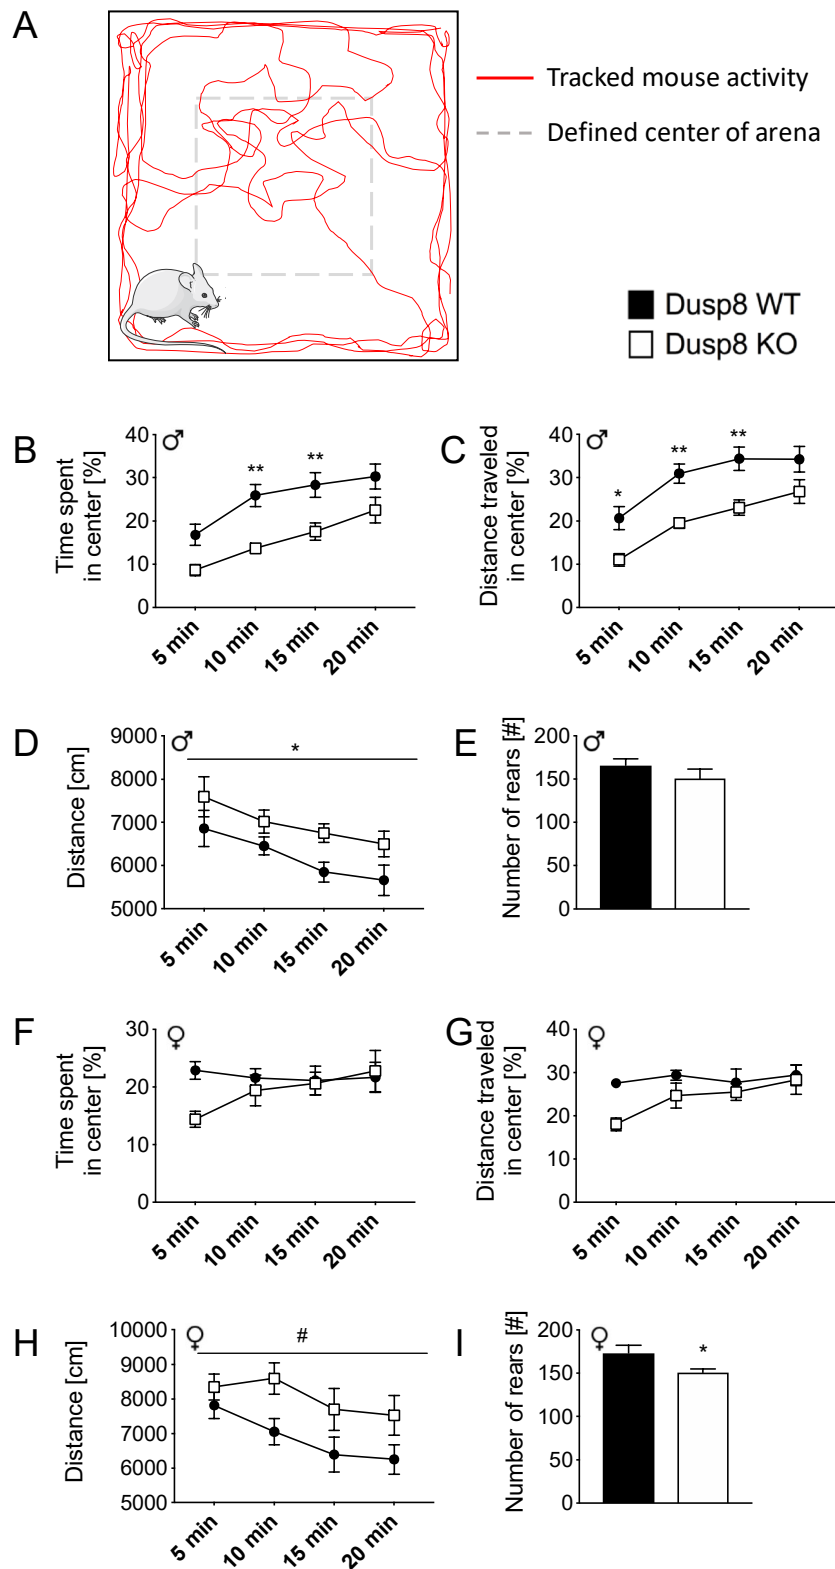 A
Tracked mouse activity
Defined center of arena
Dusp8 WT
Dusp8 KO
B
♂
Time spent
in center [%]
40
30
20
10
0
** **
5 min 10 min 15 min 20 min
C
Distance traveled
in center [%]
40
30
20
10
0
* ** **
5 min 10 min 15 min 20 min
D
♂
Distance [cm]
9000
8000
7000
6000
5000
*
5 min 10 min 15 min 20 min
E
♂
Number of rears [#]
200
150
100
50
0
F
♀
Time spent
in center [%]
30
20
10
0
5 min 10 min 15 min 20 min
G
♀
Distance traveled
in center [%]
40
30
20
10
0
5 min 10 min 15 min 20 min
H
♀
Distance [cm]
10000
9000
8000
7000
6000
5000
#
5 min 10 min 15 min 20 min
I
♀
Number of rears [#]
200
150
100
50
0
*